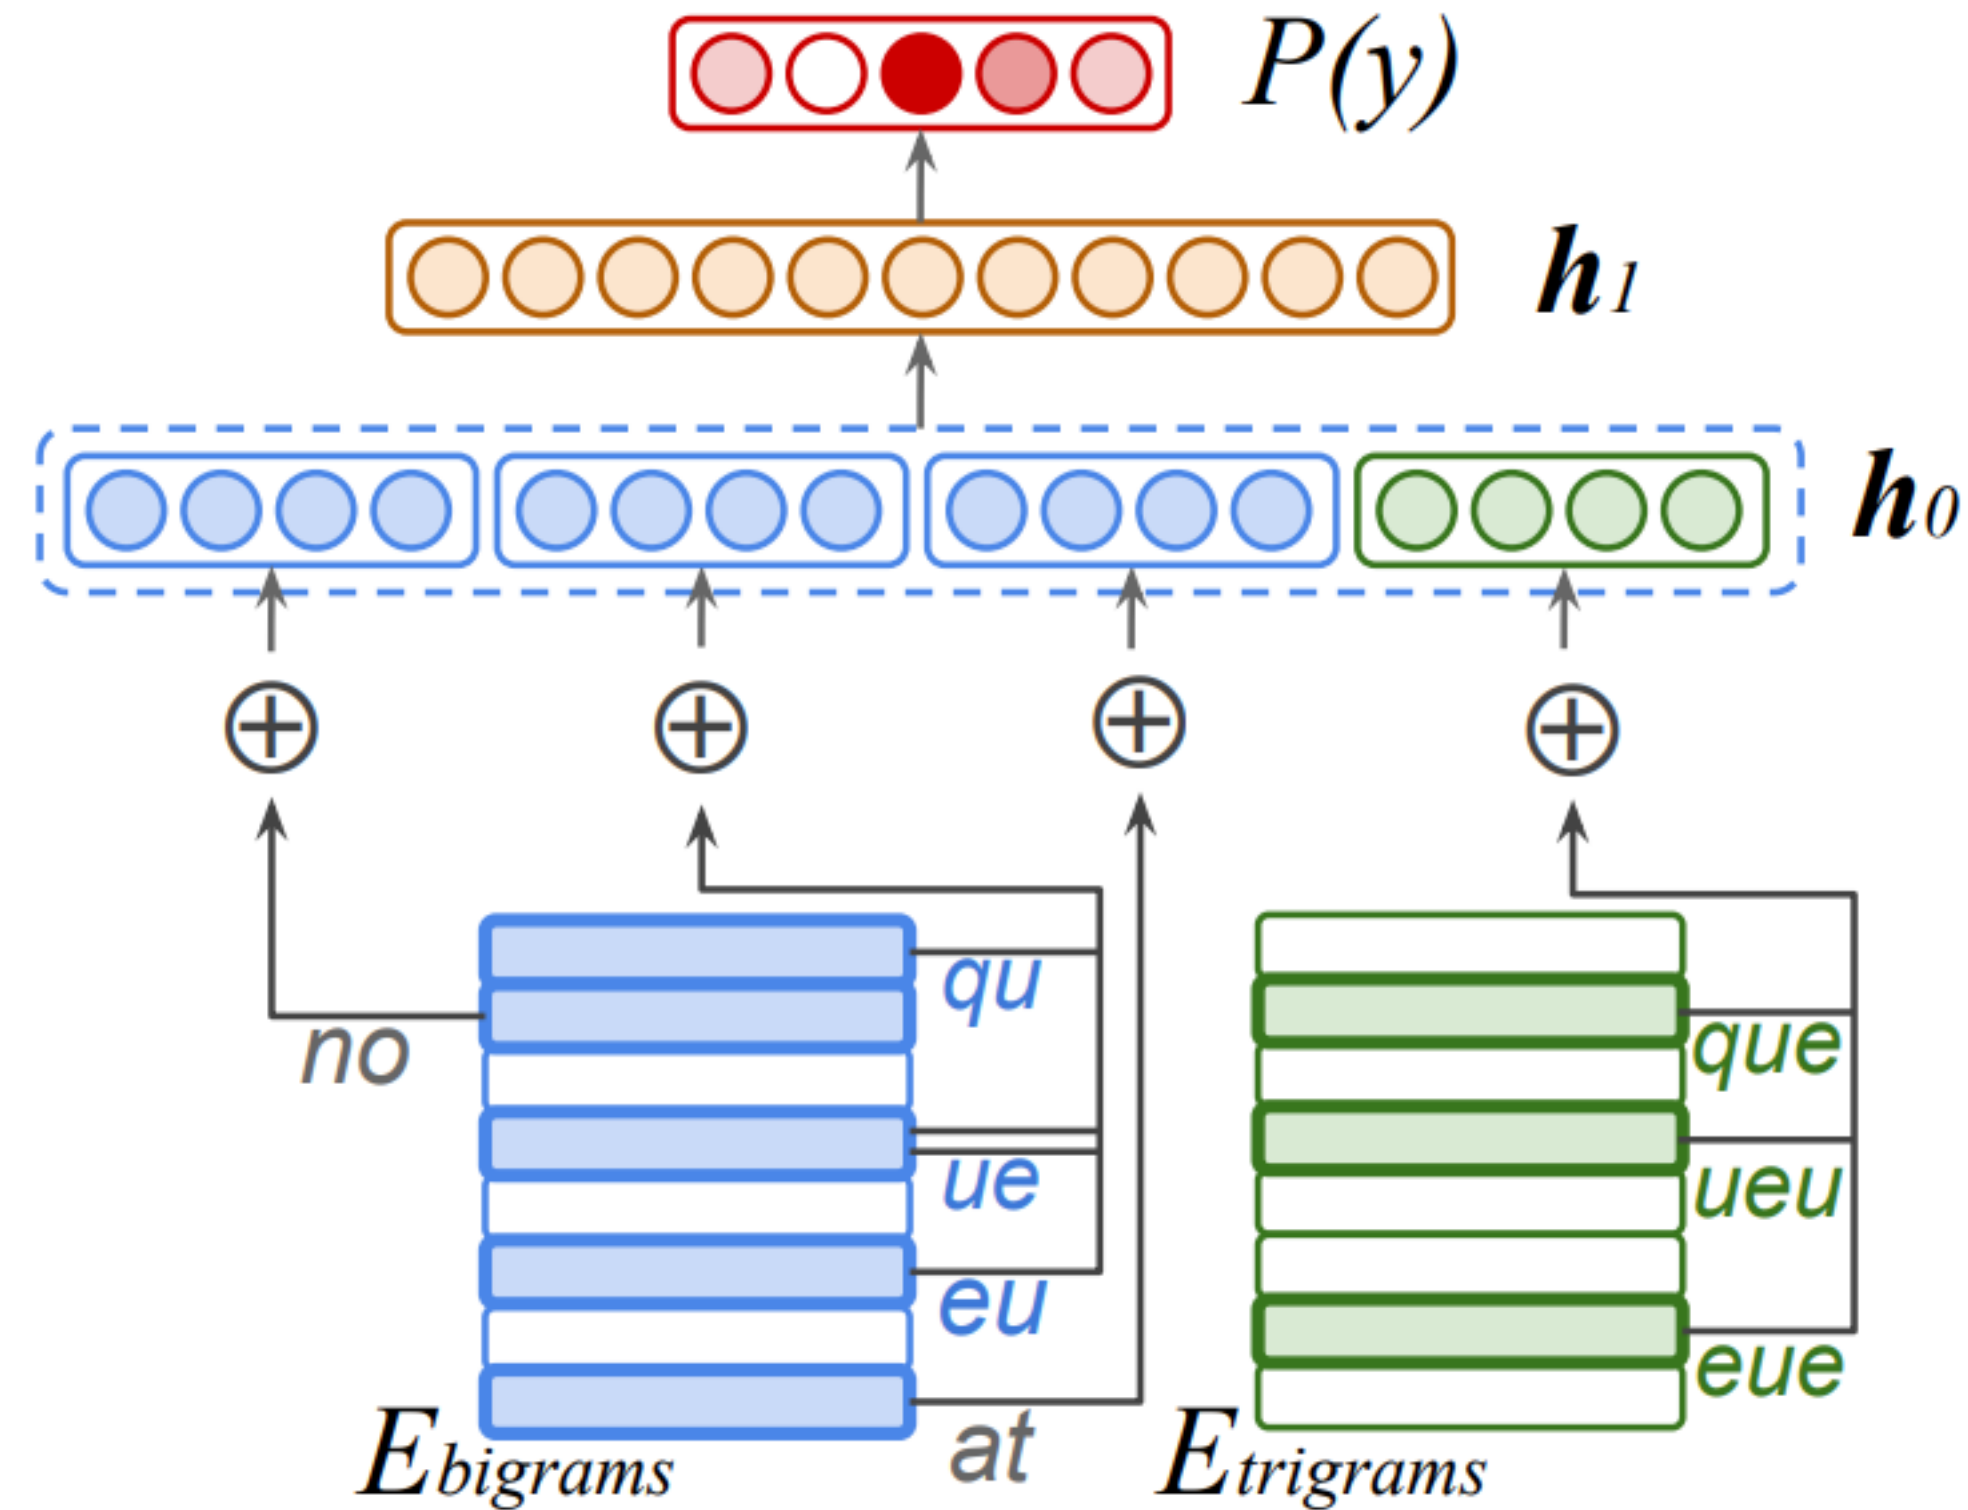 P(y)
h1
h0
qu
no
que
ue
ueu
eu
eue
at
Ebigrams
Etrigrams